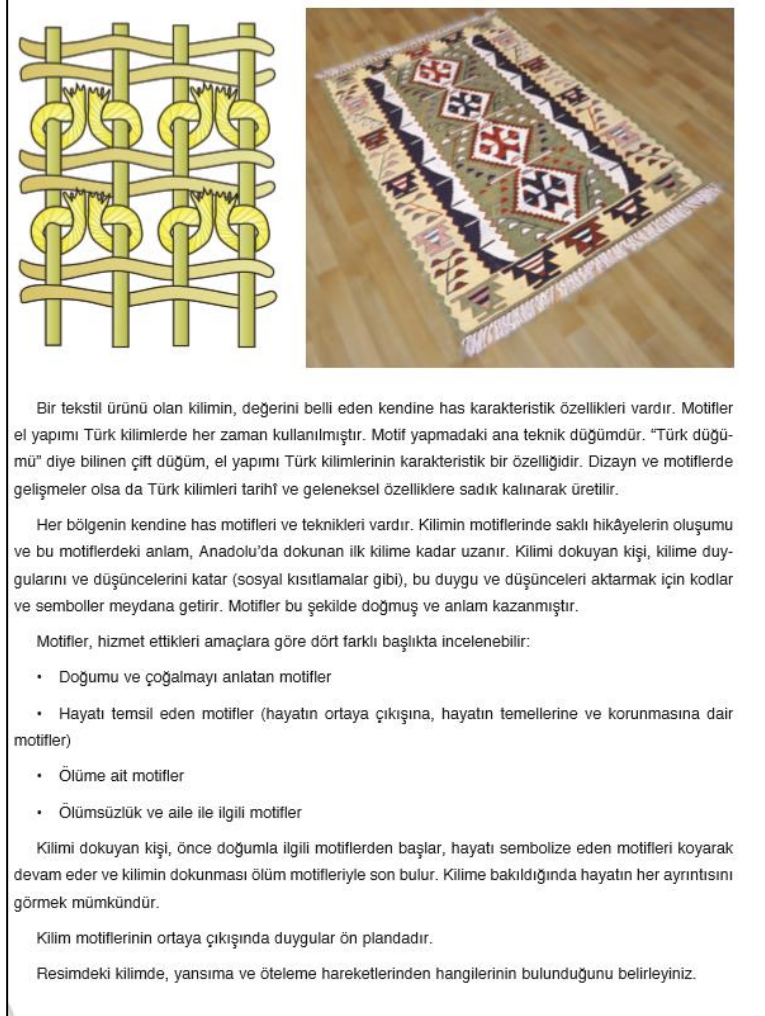 Bir tekstil ürünü olan kilimin, değerini belli eden kendine has karakteristik özellikleri vardır. Motifler
el yapımı Türk kilimlerde her zaman kullanılmıştır. Motif yapmadaki ana teknik düğümdür. “Türk düğü-
mü” diye bilinen çift düğüm, el yapımı Türk kilimlerinin karakteristik bir özelliğidir. Dizayn ve motiflerde
gelişmeler olsa da Türk kilimleri tarihî ve geleneksel özelliklere sadık kalınarak üretilir.
Her bölgenin kendine has motifleri ve teknikleri vardır. Kilimin motiflerinde saklı hikâyelerin oluşumu
ve bu motiflerdeki anlam, Anadolu’da dokunan ilk kilime kadar uzanır. Kilimi dokuyan kişi, kilime duy-
gularını ve düşüncelerini katar (sosyal kısıtlamalar gibi), bu duygu ve düşünceleri aktarmak için kodlar
ve semboller meydana getirir. Motifler bu şekilde doğmuş ve anlam kazanmıştır.
Motifler, hizmet ettikleri amaçlara göre dört farklı başlıkta incelenebilir:
• Doğumu ve çoğalmayı anlatan motifler
• Hayatı temsil eden motifler (hayatın ortaya çıkışına, hayatın temellerine ve korunmasına dair
motifler)
• Ölüme ait motifler
• Ölümsüzlük ve aile ile ilgili motifler
Kilimi dokuyan kişi, önce doğumla ilgili motiflerden başlar, hayatı sembolize eden motifleri koyarak
devam eder ve kilimin dokunması ölüm motifleriyle son bulur. Kilime bakıldığında hayatın her ayrıntısını
görmek mümkündür.
Kilim motiflerinin ortaya çıkışında duygular ön plandadır.
Resimdeki kilimde, yansıma ve öteleme hareketlerinden hangilerinin bulunduğunu belirleyiniz.